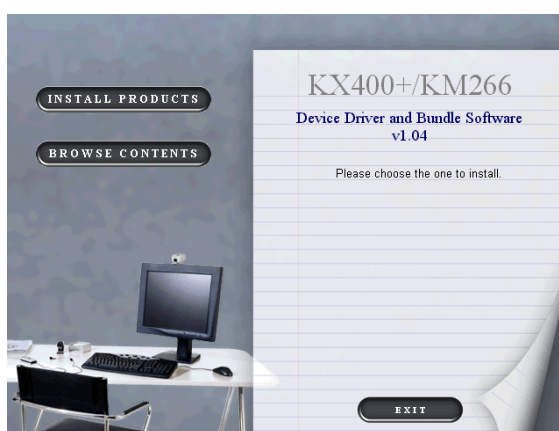 INSTALL PRODUCTS
BROWSE CONTENTS
KX400+/KM266
Device Driver and Bundle Software
v1.04
Please choose the one to install.
EXIT